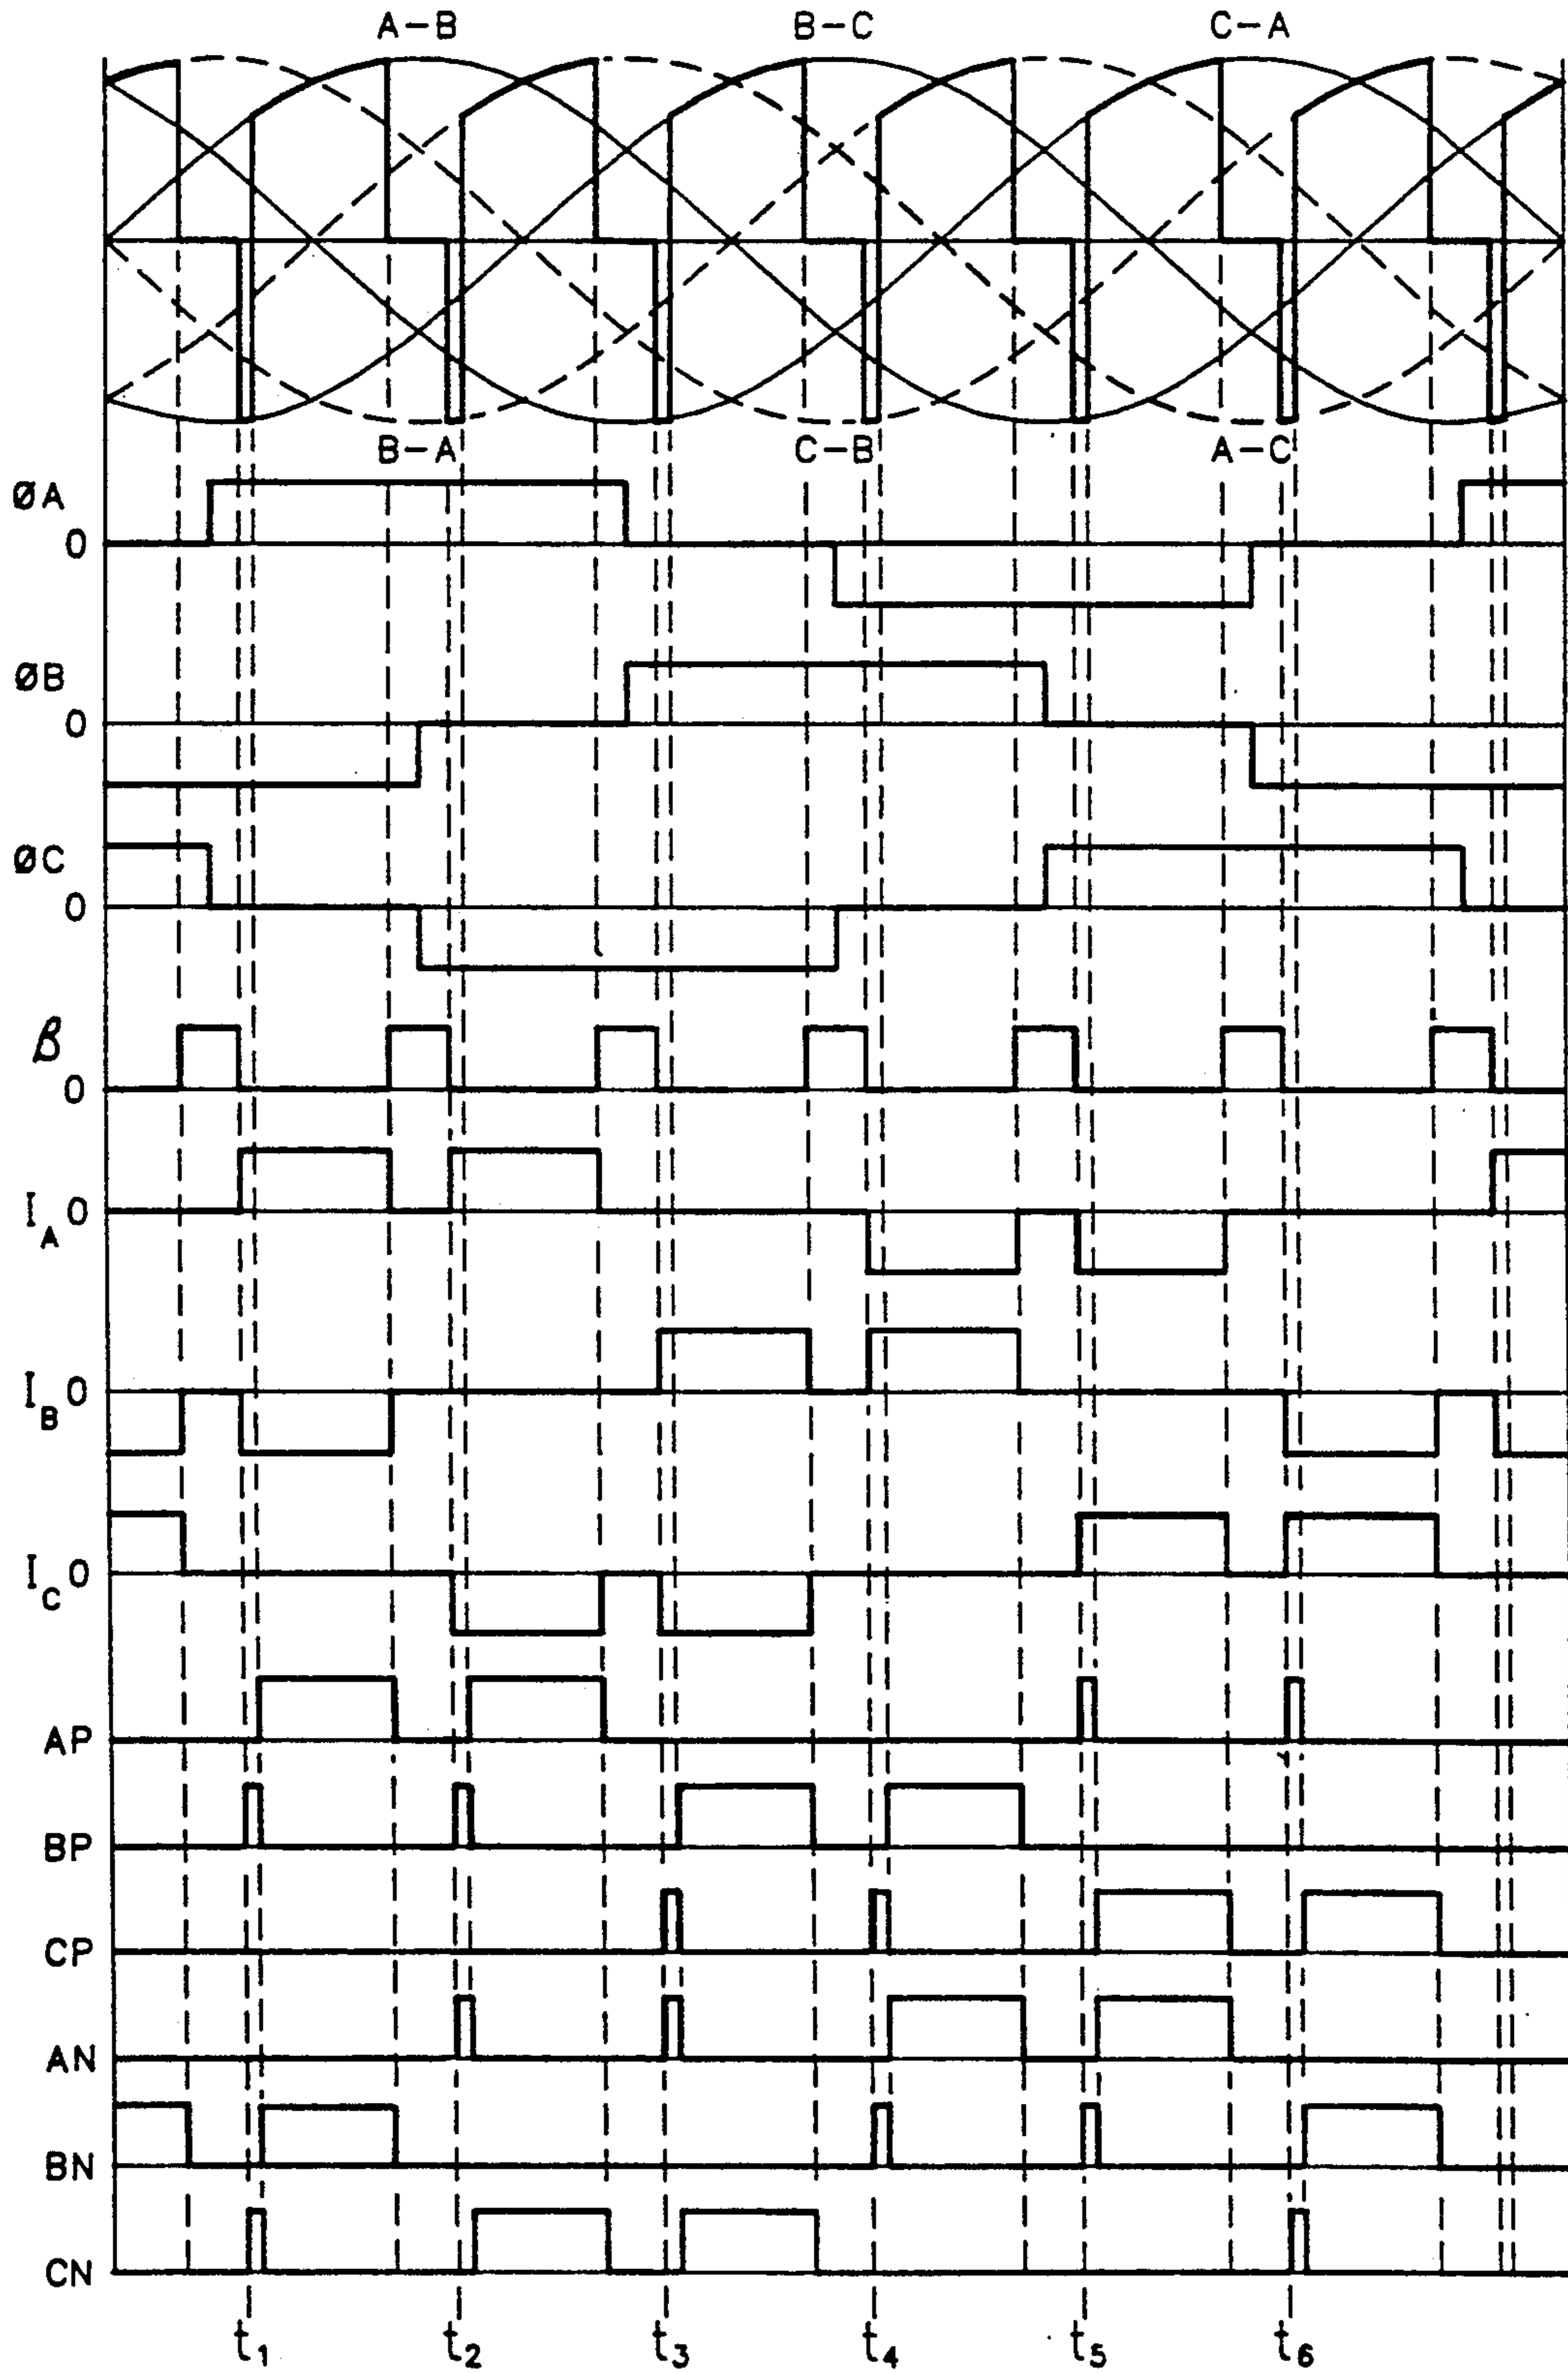 A-B B-C C-A
B-A C-B A-C
ØA
0
ØB
0
ØC
0
β
0
I_A 0
I_B 0
I_C 0
AP
BP
CP
AN
BN
CN
t₁ t₂ t₃ t₄ t₅ t₆